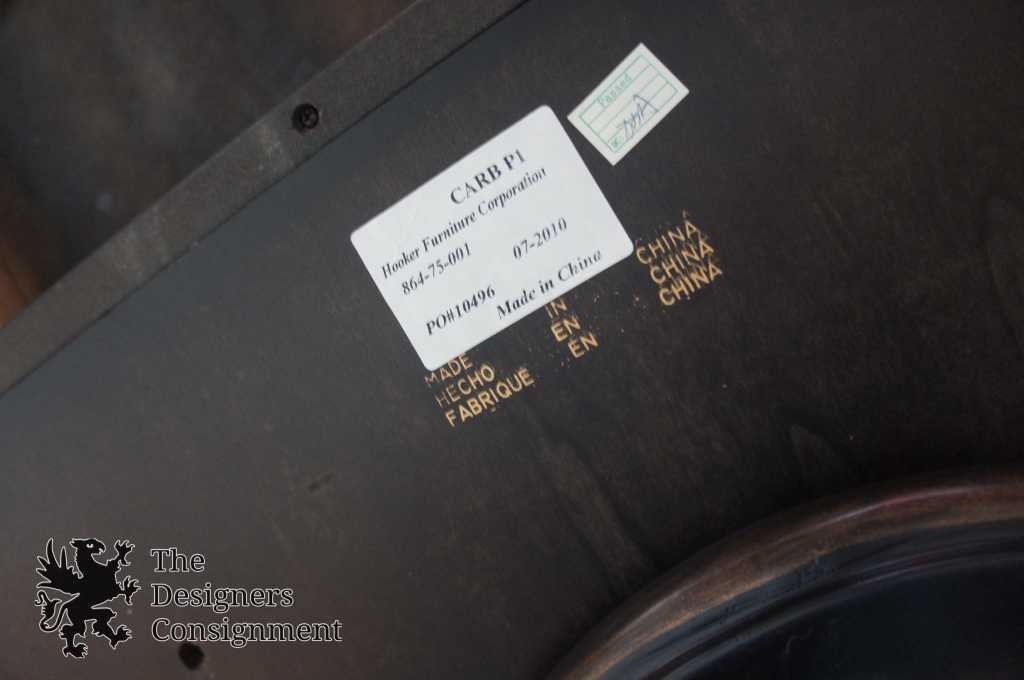 Passed
CARB P1
Hooker Furniture Corporation
864-75-001 07-2010
PO#10496 Made in China
MADE IN CHINA
HECHO EN CHINA
FABRIQUÉ EN CHINA
The
Designers
Consignment